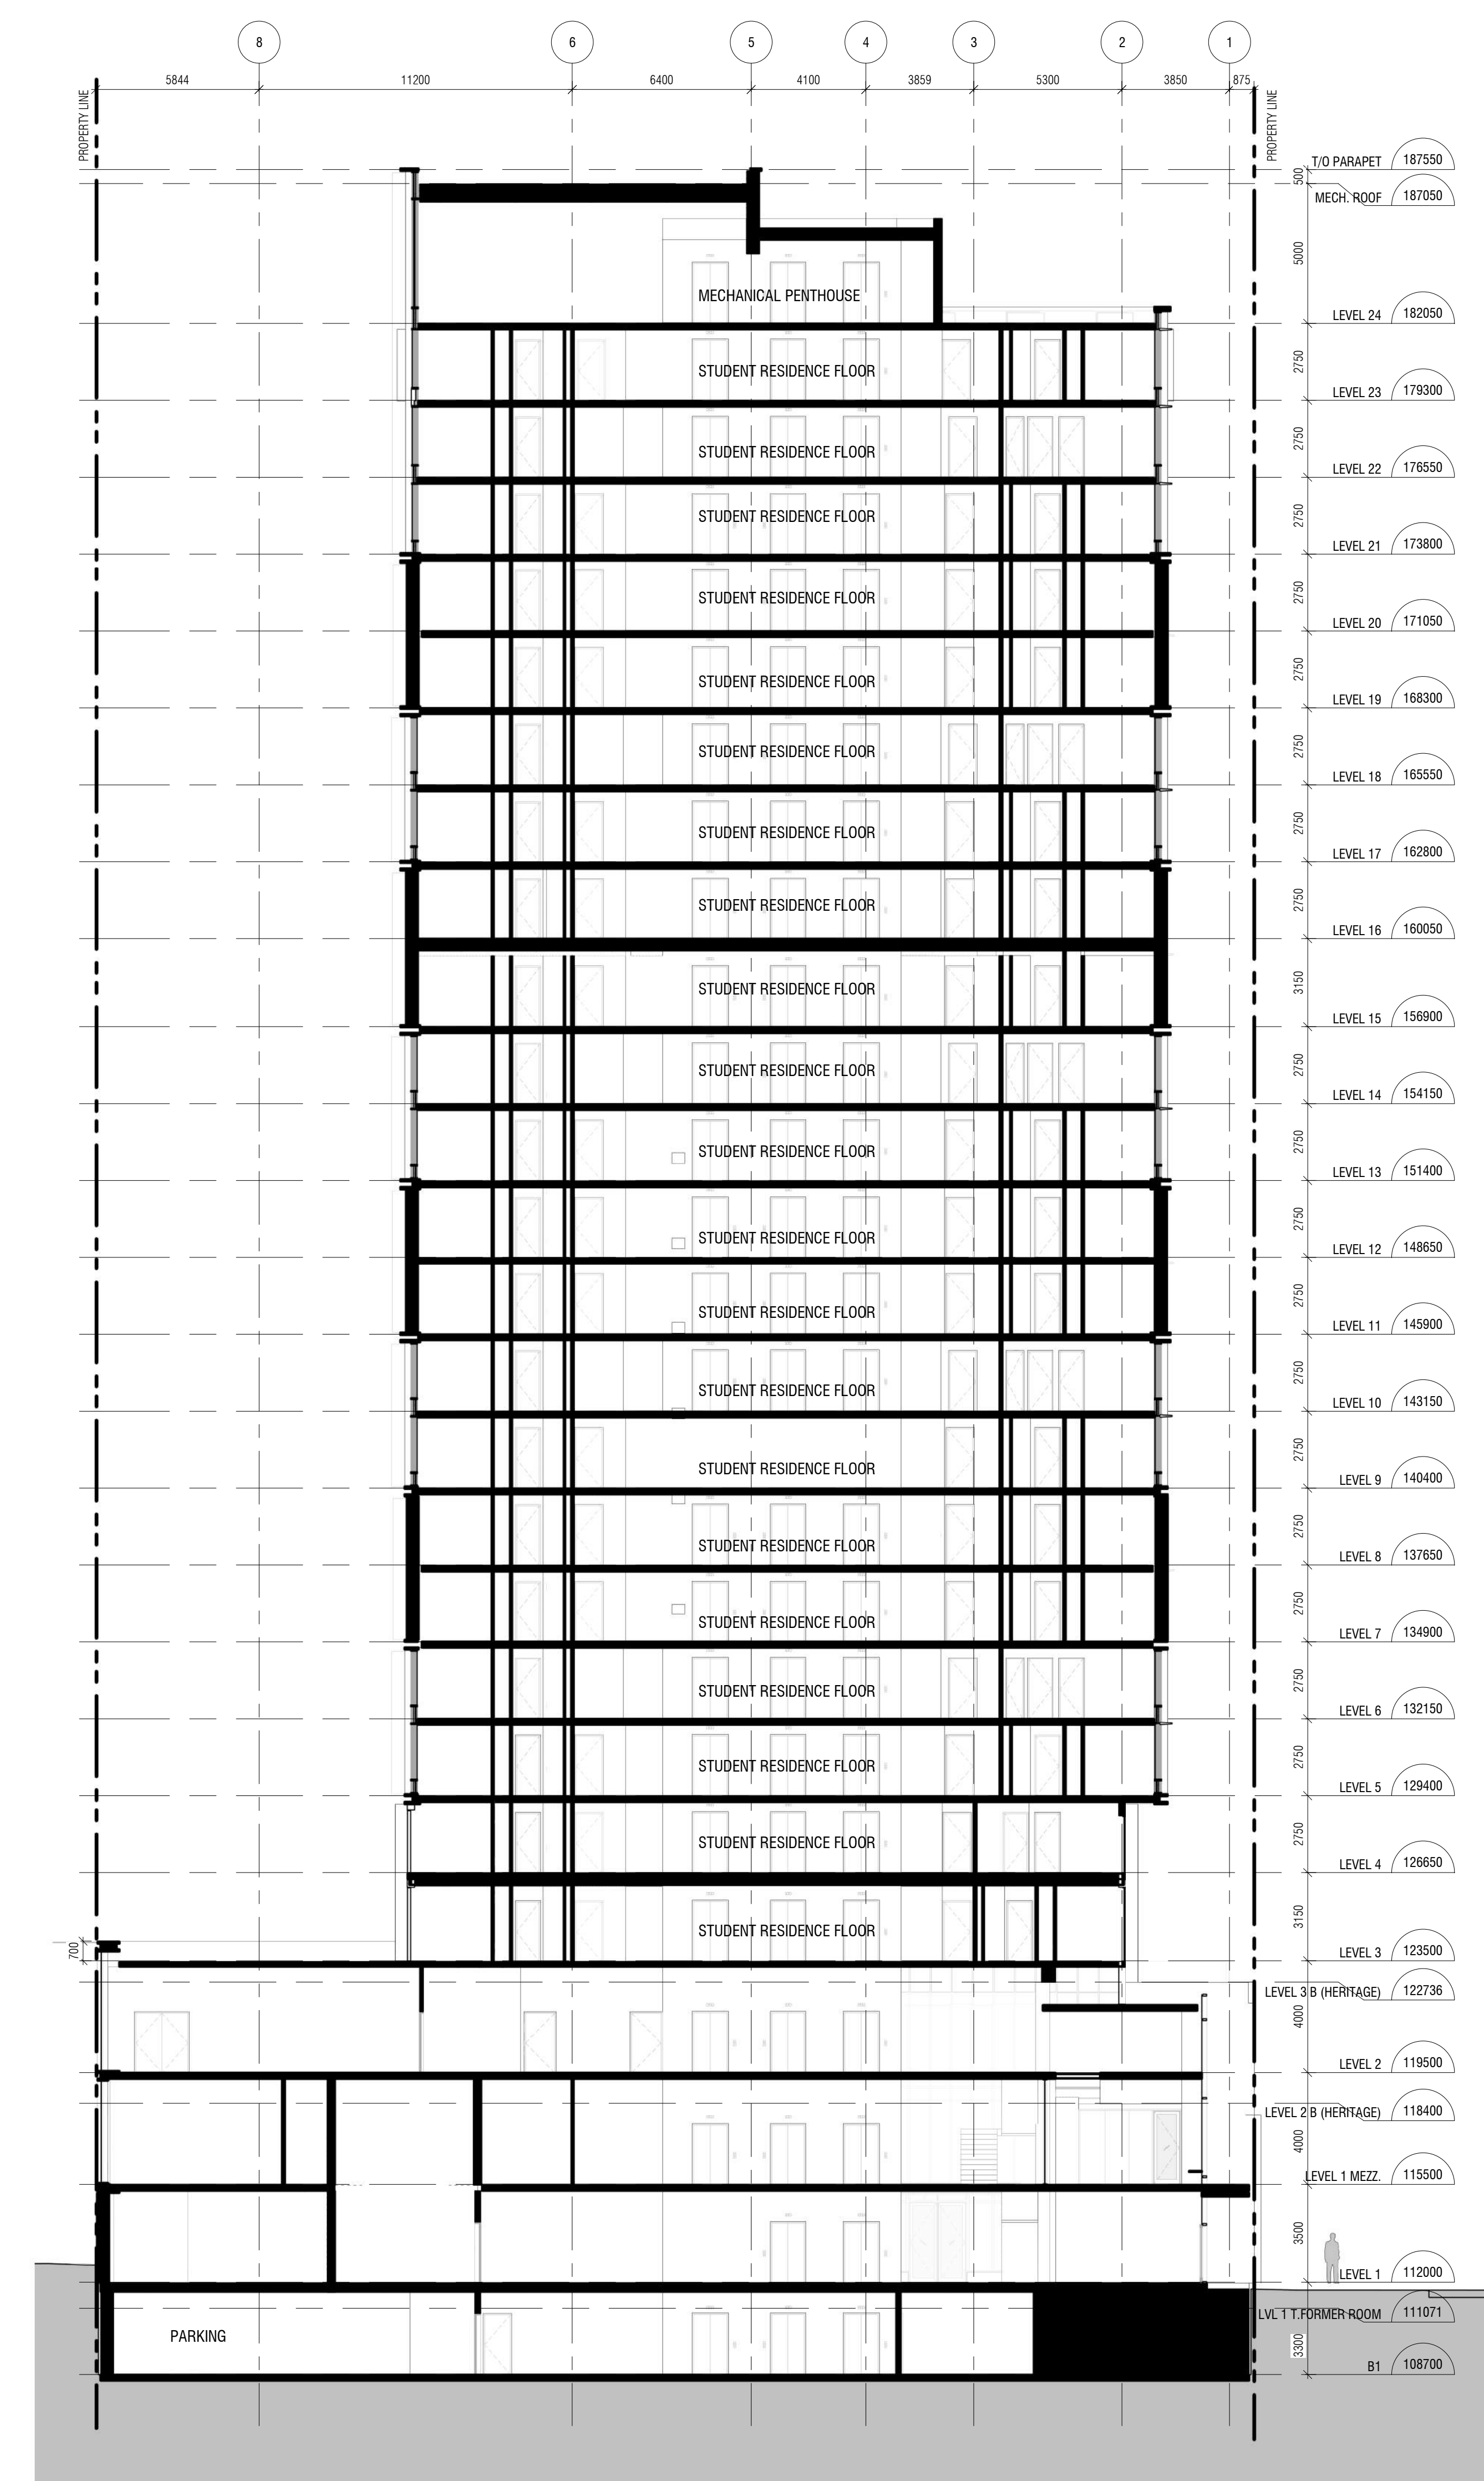 8
6
5
4
3
2
1
5844
11200
6400
4100
3859
5300
3850
875
PROPERTY LINE
PROPERTY LINE
T/O PARAPET 187550
500
MECH. ROOF 187050
5000
MECHANICAL PENTHOUSE
LEVEL 24 182050
2750
STUDENT RESIDENCE FLOOR
LEVEL 23 179300
2750
STUDENT RESIDENCE FLOOR
LEVEL 22 176550
2750
STUDENT RESIDENCE FLOOR
LEVEL 21 173800
2750
STUDENT RESIDENCE FLOOR
LEVEL 20 171050
2750
STUDENT RESIDENCE FLOOR
LEVEL 19 168300
2750
STUDENT RESIDENCE FLOOR
LEVEL 18 165550
2750
STUDENT RESIDENCE FLOOR
LEVEL 17 162800
2750
STUDENT RESIDENCE FLOOR
LEVEL 16 160050
3150
STUDENT RESIDENCE FLOOR
LEVEL 15 156900
2750
STUDENT RESIDENCE FLOOR
LEVEL 14 154150
2750
STUDENT RESIDENCE FLOOR
LEVEL 13 151400
2750
STUDENT RESIDENCE FLOOR
LEVEL 12 148650
2750
STUDENT RESIDENCE FLOOR
LEVEL 11 145900
2750
STUDENT RESIDENCE FLOOR
LEVEL 10 143150
2750
STUDENT RESIDENCE FLOOR
LEVEL 9 140400
2750
STUDENT RESIDENCE FLOOR
LEVEL 8 137650
2750
STUDENT RESIDENCE FLOOR
LEVEL 7 134900
2750
STUDENT RESIDENCE FLOOR
LEVEL 6 132150
2750
STUDENT RESIDENCE FLOOR
LEVEL 5 129400
2750
STUDENT RESIDENCE FLOOR
LEVEL 4 126650
3150
STUDENT RESIDENCE FLOOR
700
LEVEL 3 123500
LEVEL 3 B (HERITAGE) 122736
4000
LEVEL 2 119500
LEVEL 2 B (HERITAGE) 118400
4000
LEVEL 1 MEZZ. 115500
3500
LEVEL 1 112000
LVL 1 T.FORMER ROOM 111071
PARKING
3300
B1 108700